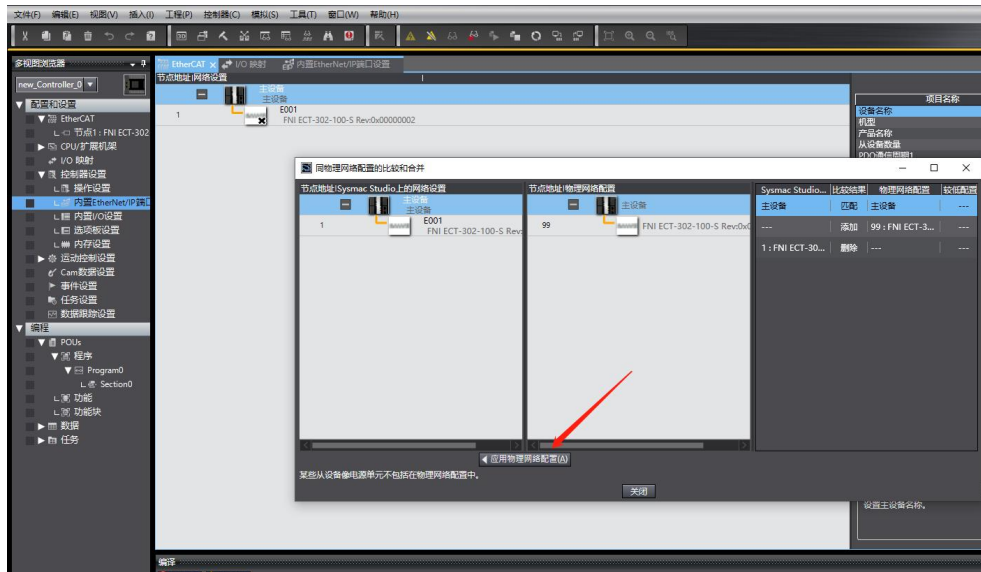 文件(F) 编辑(E) 视图(V) 插入(I) 工程(P) 控制器(C) 模拟(S) 工具(T) 窗口(W) 帮助(H)
多视图浏览器
new_Controller_0
配置和设置
EtherCAT
节点1 : FNI ECT-302
CPU/扩展机架
I/O 映射
控制器设置
操作设置
内置EtherNet/IP端口
内置I/O设置
选项板设置
内存设置
运动控制设置
Cam数据设置
事件设置
任务设置
数据跟踪设置
编程
POUs
程序
Program0
Section0
功能
功能块
数据
任务
EtherCAT I/O 映射 内置EtherNet/IP端口设置
节点地址|网络设置
主设备
主设备
1
E001
FNI ECT-302-100-S Rev:0x00000002
项目名称
设备名称
机型
产品名称
从设备数量
PDO通信周期1
同物理网络配置的比较和合并
节点地址|Sysmac Studio上的网络设置
主设备
主设备
1
E001
FNI ECT-302-100-S Rev:
节点地址|物理网络配置
主设备
99
FNI ECT-302-100-S Rev:0x0
Sysmac Studio... 比较结果 物理网络配置 较低配置
主设备 匹配 主设备 ---
--- 添加 99 : FNI ECT-3... ---
1 : FNI ECT-30... 删除 --- ---
应用物理网络配置(A)
某些从设备像电源单元不包括在物理网络配置中。
关闭
设置主设备名称。
编译